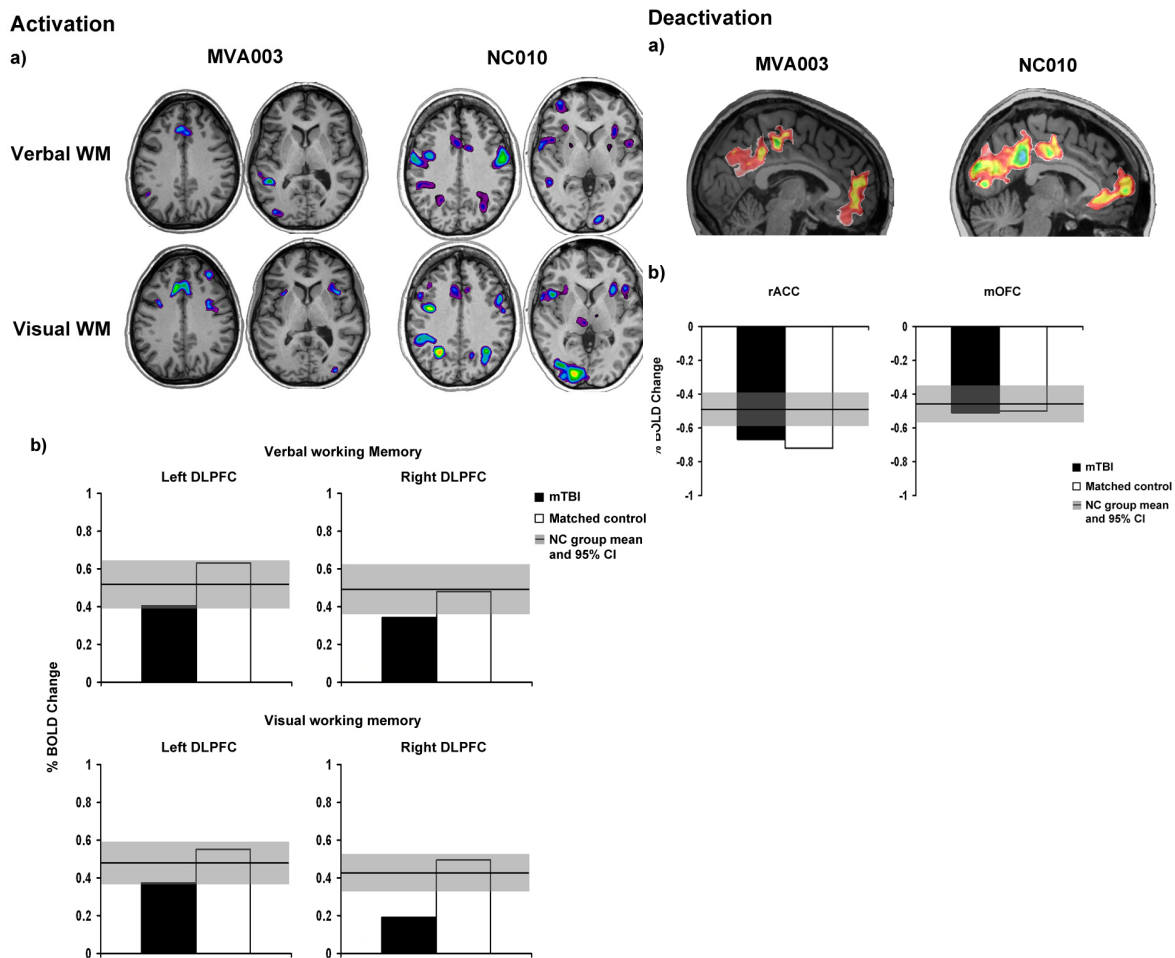 Activation
a)
MVA003 NC010
Verbal WM
Visual WM
b)
Verbal working Memory
Left DLPFC Right DLPFC
1 1
0.8 0.8
0.6 0.6
0.4 0.4
0.2 0.2
0 0
mTBI
Matched control
NC group mean
and 95% CI
% BOLD Change
Visual working memory
Left DLPFC Right DLPFC
1 1
0.8 0.8
0.6 0.6
0.4 0.4
0.2 0.2
0 0
Deactivation
a)
MVA003 NC010
b)
rACC mOFC
0 0
-0.2 -0.2
-0.4 -0.4
-0.6 -0.6
-0.8 -0.8
-1 -1
% BOLD Change
mTBI
Matched control
NC group mean
and 95% CI